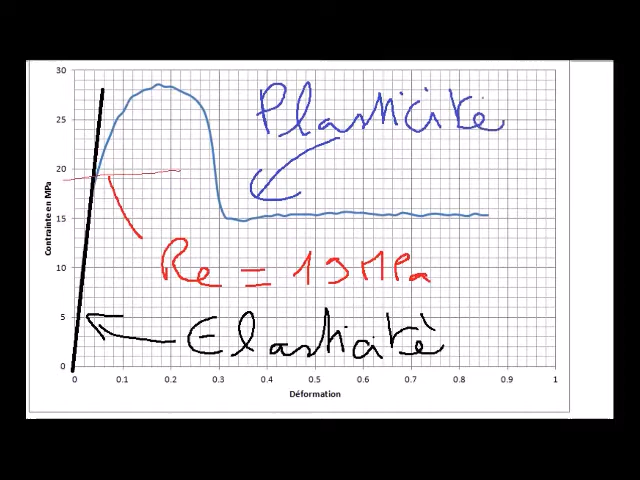 30
25
Plasticité
20
Contrainte en MPa
15
Re = 19 MPa
10
5
Elasticité
0
0 0.1 0.2 0.3 0.4 0.5 0.6 0.7 0.8 0.9 1
Déformation